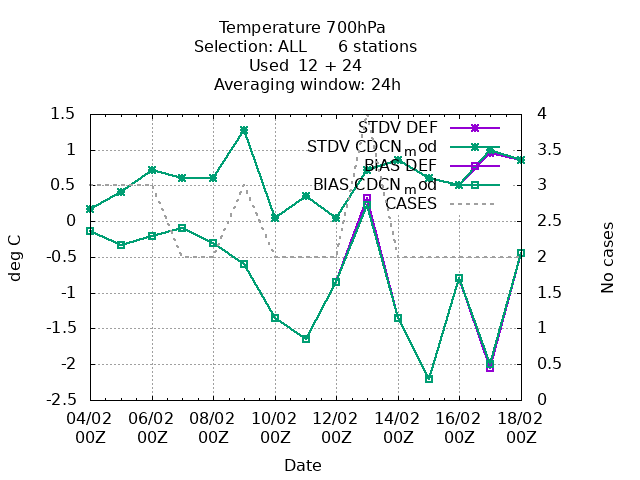 Temperature 700hPa
Selection: ALL      6 stations
Used  12 + 24
Averaging window: 24h
STDV DEF
STDV CDCN_mod
BIAS DEF
BIAS CDCN_mod
CASES
1.5
1
0.5
0
-0.5
-1
-1.5
-2
-2.5
4
3.5
3
2.5
2
1.5
1
0.5
0
deg C
No cases
04/02 06/02 08/02 10/02 12/02 14/02 16/02 18/02
00Z 00Z 00Z 00Z 00Z 00Z 00Z 00Z
Date